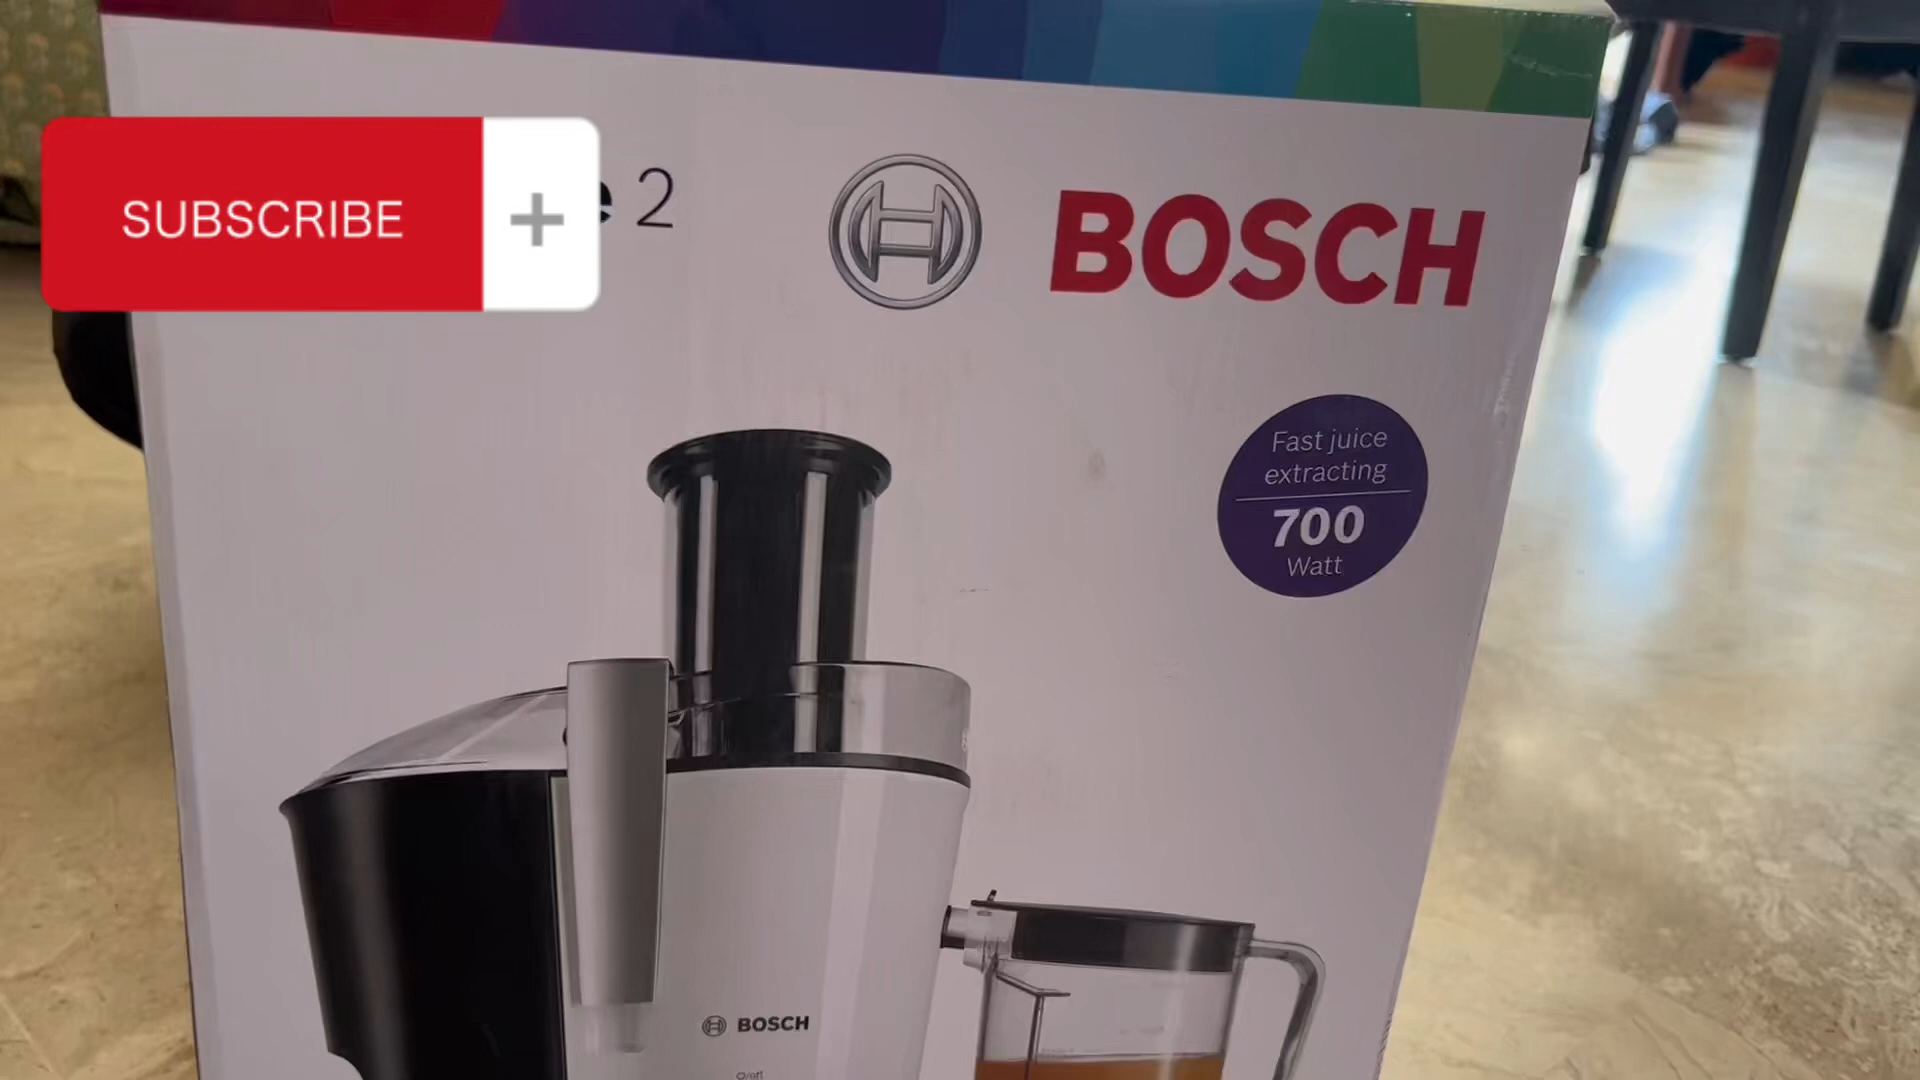 SUBSCRIBE +
e 2
BOSCH
Fast juice
extracting
700
Watt
BOSCH